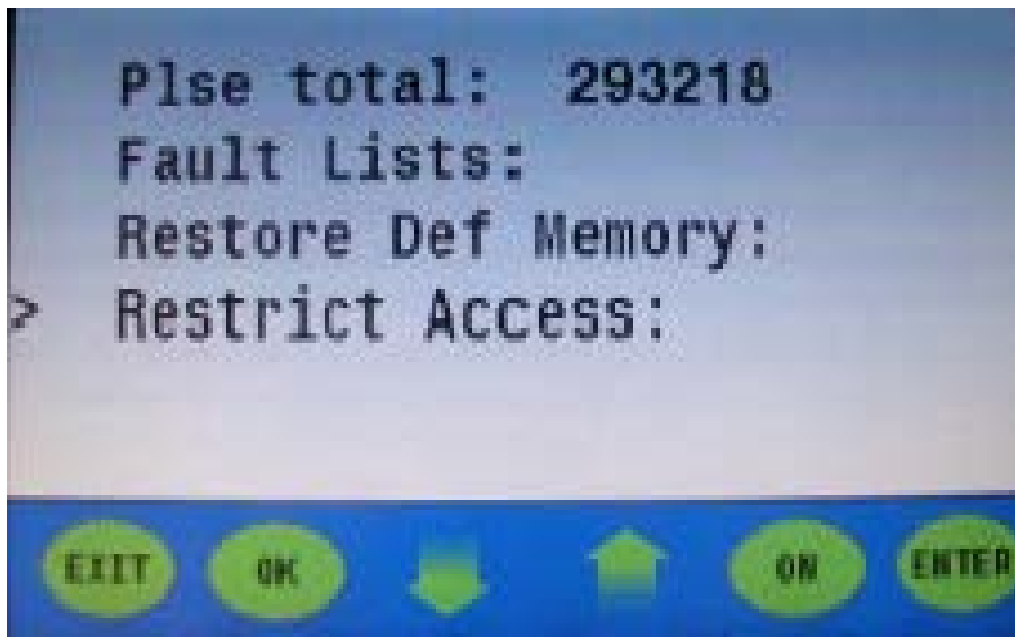 Plse total: 293218
Fault Lists:
Restore Def Memory:
> Restrict Access:
EXIT OK ON ENTER